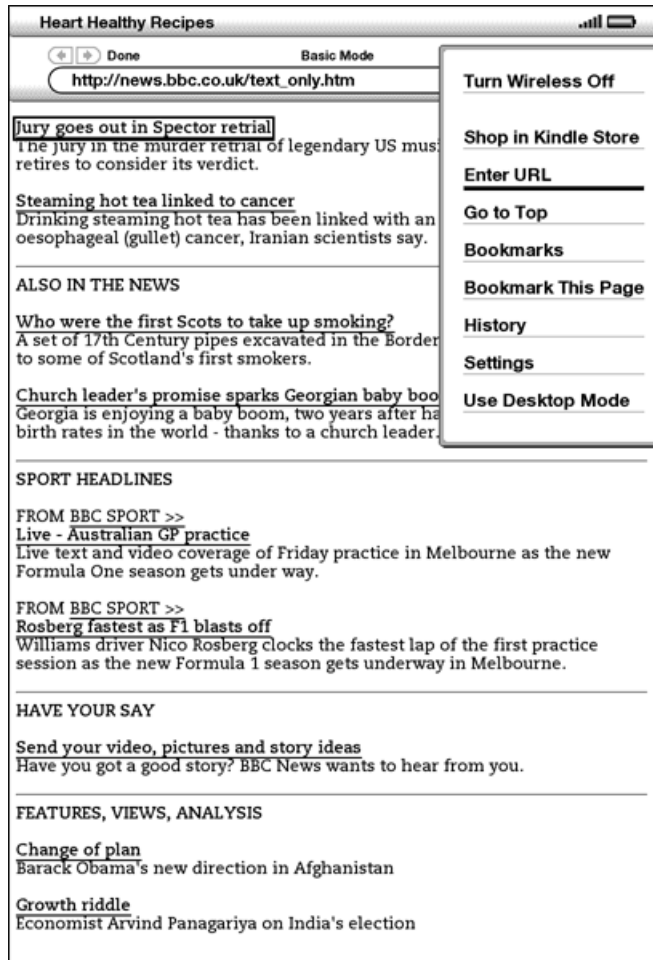 Heart Healthy Recipes
Done
Basic Mode
http://news.bbc.co.uk/text_only.htm
Turn Wireless Off
Shop in Kindle Store
Enter URL
Go to Top
Bookmarks
Bookmark This Page
History
Settings
Use Desktop Mode
Jury goes out in Spector retrial
The jury in the murder retrial of legendary US
retires to consider its verdict.
Steaming hot tea linked to cancer
Drinking steaming hot tea has been linked with an
oesophageal (gullet) cancer, Iranian scientists say.
ALSO IN THE NEWS
Who were the first Scots to take up smoking?
A set of 17th Century pipes excavated in the
to some of Scotland's first smokers.
Church leader's promise sparks Georgian baby
Georgia is enjoying a baby boom, two years after
birth rates in the world - thanks to a church leader.
SPORT HEADLINES
FROM BBC SPORT >>
Live - Australian GP practice
Live text and video coverage of Friday practice in Melbourne as the new
Formula One season gets under way.
FROM BBC SPORT >>
Rosberg fastest as F1 blasts off
Williams driver Nico Rosberg clocks the fastest lap of the first practice
session as the new Formula 1 season gets underway in Melbourne.
HAVE YOUR SAY
Send your video, pictures and story ideas
Have you got a good story? BBC News wants to hear from you.
FEATURES, VIEWS, ANALYSIS
Change of plan
Barack Obama's new direction in Afghanistan
Growth riddle
Economist Arvind Panagariya on India's election